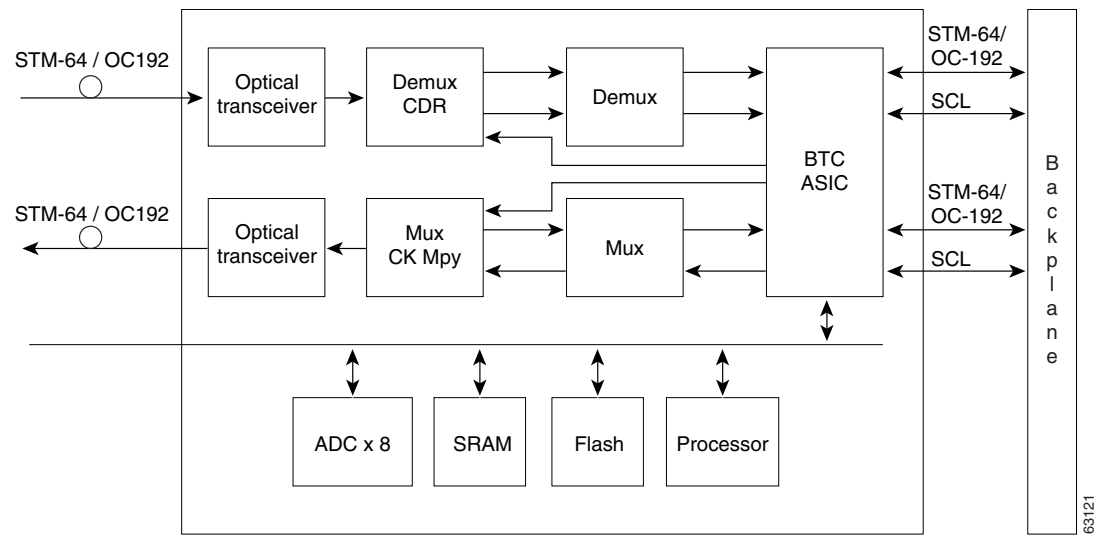 STM-64 / OC192
Optical
transceiver
Demux
CDR
Demux
BTC
ASIC
STM-64/
OC-192
SCL
STM-64 / OC192
Optical
transceiver
Mux
CK Mpy
Mux
STM-64/
OC-192
SCL
Backplane
ADC x 8
SRAM
Flash
Processor
63121